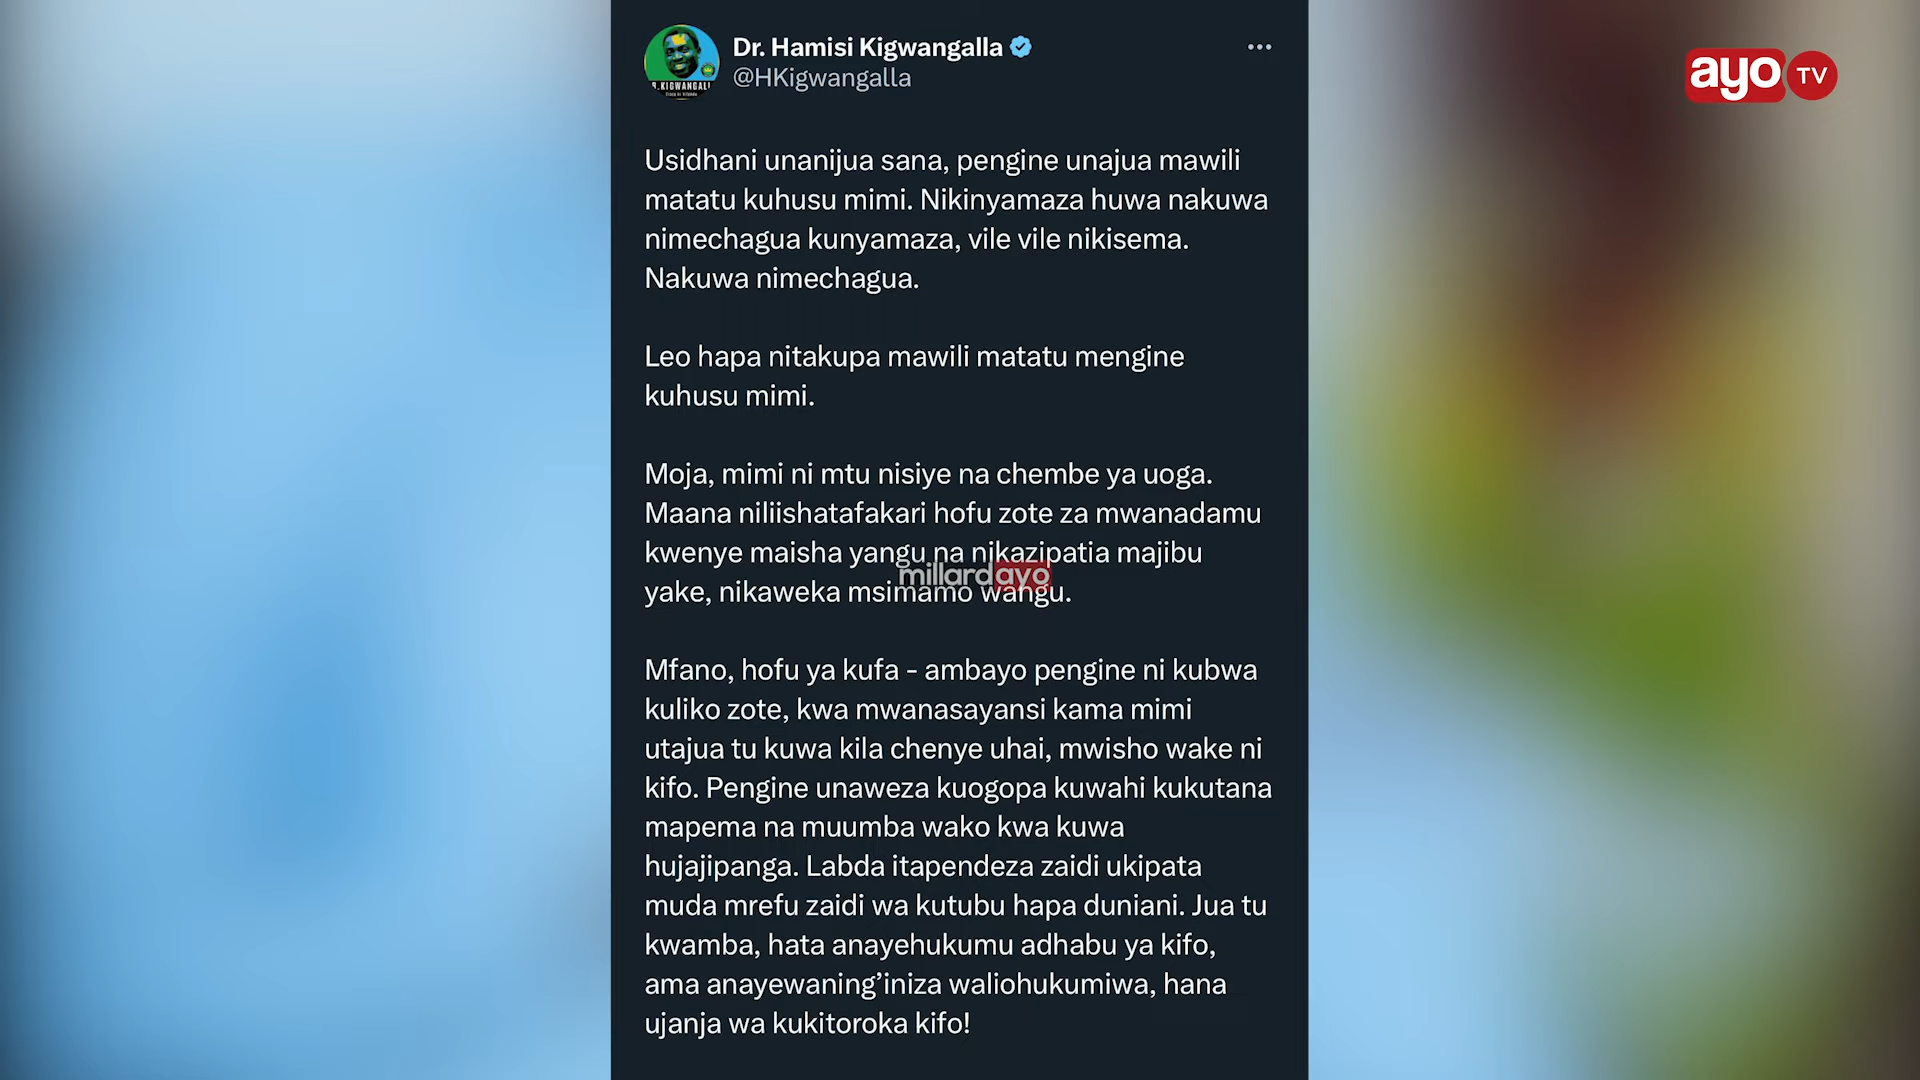 Dr. Hamisi Kigwangalla
@HKigwangalla
ayo TV
Usidhani unanijua sana, pengine unajua mawili
matatu kuhusu mimi. Nikinyamaza huwa nakuwa
nimechagua kunyamaza, vile vile nikisema.
Nakuwa nimechagua.
Leo hapa nitakupa mawili matatu mengine
kuhusu mimi.
Moja, mimi ni mtu nisiye na chembe ya uoga.
Maana niliishatafakari hofu zote za mwanadamu
kwenye maisha yangu na nikazipatia majibu
millardayo
yake, nikaweka msimamo wangu.
Mfano, hofu ya kufa - ambayo pengine ni kubwa
kuliko zote, kwa mwanasayansi kama mimi
utajua tu kuwa kila chenye uhai, mwisho wake ni
kifo. Pengine unaweza kuogopa kuwahi kukutana
mapema na muumba wako kwa kuwa
hujajipanga. Labda itapendeza zaidi ukipata
muda mrefu zaidi wa kutubu hapa duniani. Jua tu
kwamba, hata anayehukumu adhabu ya kifo,
ama anayewaning’iniza waliohukumiwa, hana
ujanja wa kukitoroka kifo!